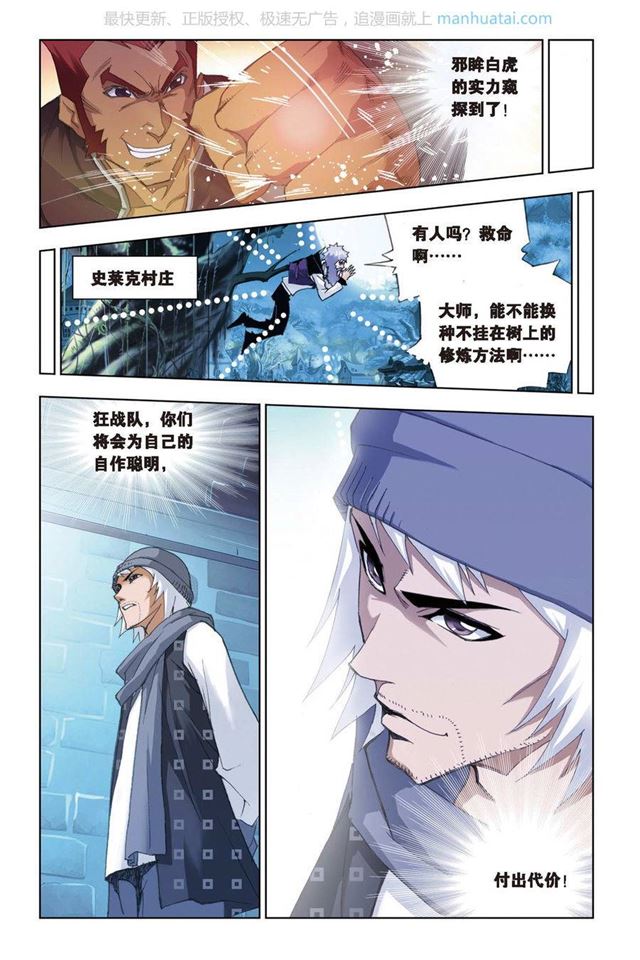 最快更新、正版授权、极速无广告，追漫画就上 manhuatai.com
邪眸白虎
的实力窥
探到了！
史莱克村庄
有人吗？救命
啊……
大师，能不能换
种不挂在树上的
修炼方法啊……
狂战队，你们
将会为自己的
自作聪明，
付出代价！